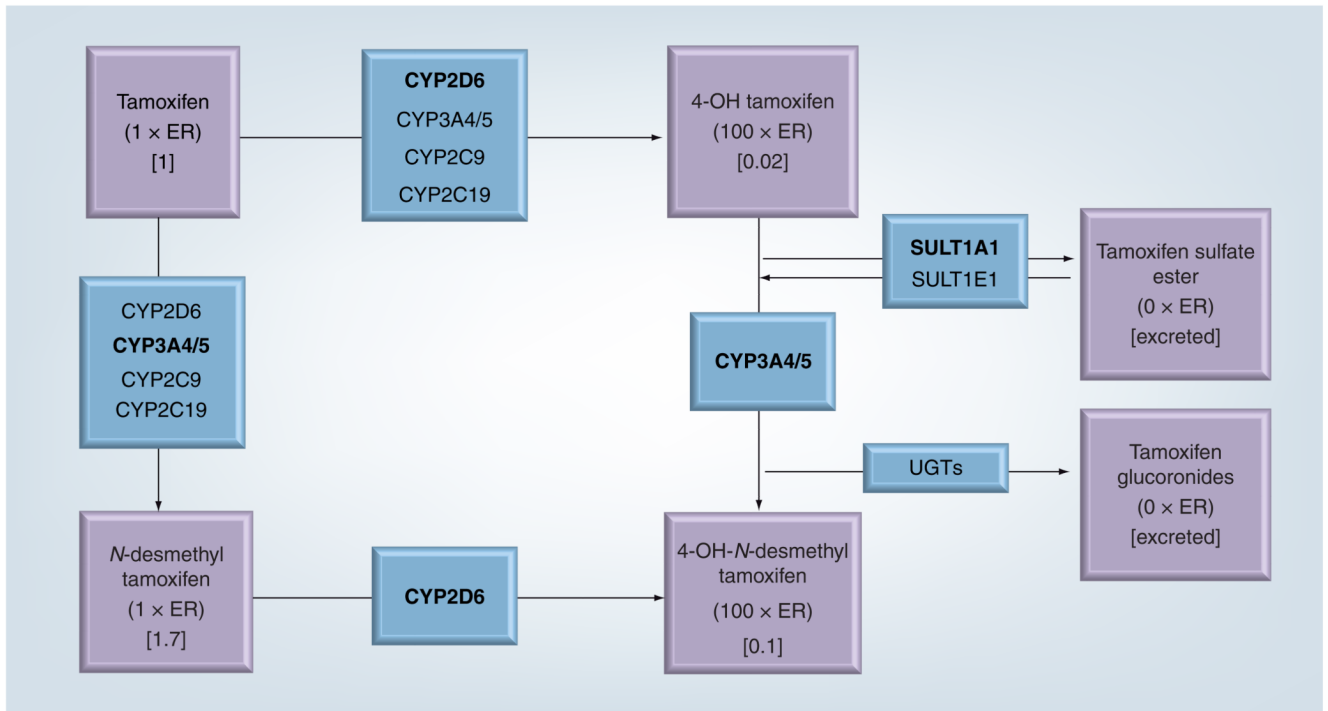 Tamoxifen
(1 × ER)
[1]
CYP2D6
CYP3A4/5
CYP2C9
CYP2C19
4-OH tamoxifen
(100 × ER)
[0.02]
SULT1A1
SULT1E1
Tamoxifen sulfate
ester
(0 × ER)
[excreted]
CYP2D6
CYP3A4/5
CYP2C9
CYP2C19
CYP3A4/5
UGTs
Tamoxifen
glucoronides
(0 × ER)
[excreted]
N-desmethyl
tamoxifen
(1 × ER)
[1.7]
CYP2D6
4-OH-N-desmethyl
tamoxifen
(100 × ER)
[0.1]